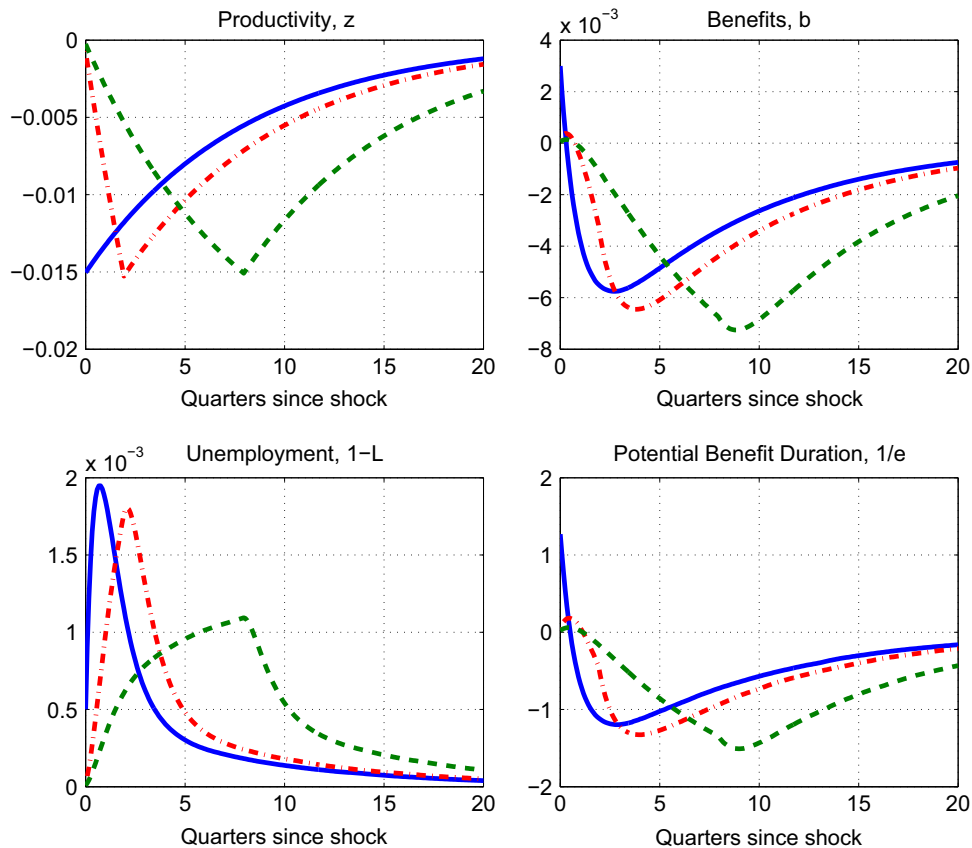 Productivity, z
0
−0.005
−0.01
−0.015
−0.02
0 5 10 15 20
Quarters since shock
Benefits, b
x 10−3
4
2
0
−2
−4
−6
−8
0 5 10 15 20
Quarters since shock
Unemployment, 1−L
x 10−3
2
1.5
1
0.5
0
0 5 10 15 20
Quarters since shock
Potential Benefit Duration, 1/e
2
1
0
−1
−2
0 5 10 15 20
Quarters since shock